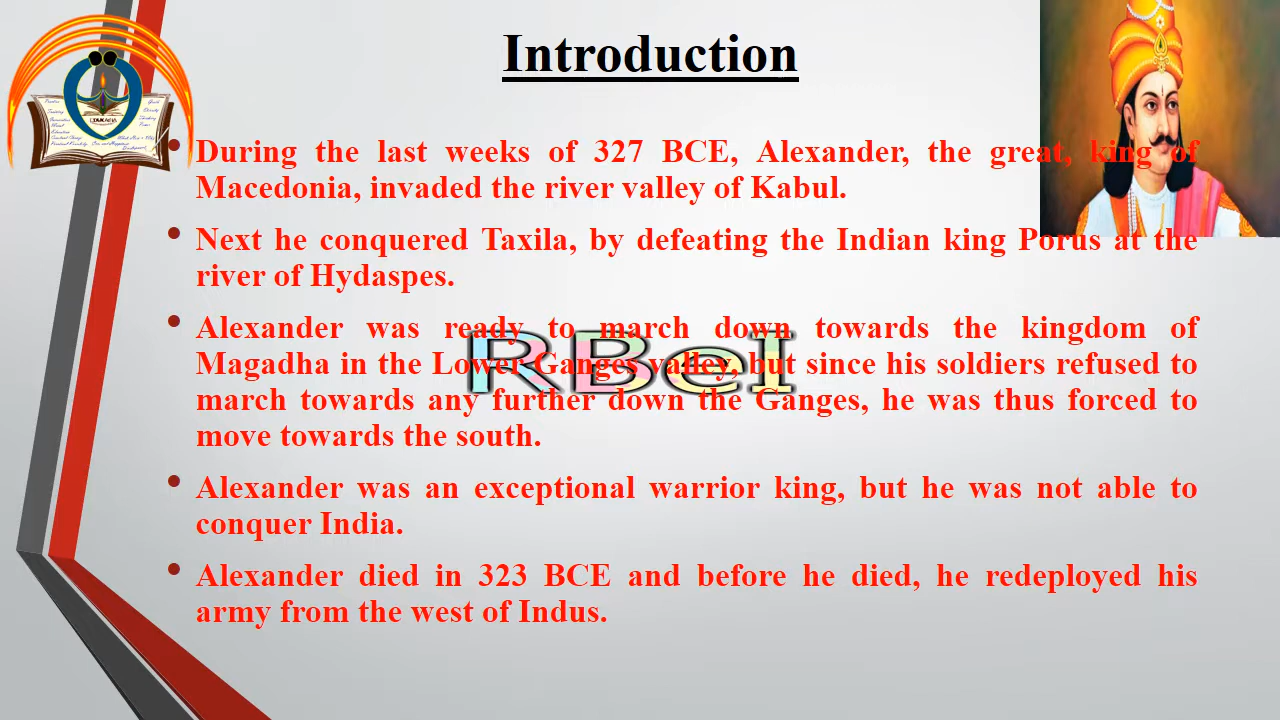 Introduction
• During the last weeks of 327 BCE, Alexander, the great, king of
Macedonia, invaded the river valley of Kabul.
• Next he conquered Taxila, by defeating the Indian king Porus at the
river of Hydaspes.
• Alexander was ready to march down towards the kingdom of
Magadha in the Lower Ganges valley, but since his soldiers refused to
march towards any further down the Ganges, he was thus forced to
move towards the south.
• Alexander was an exceptional warrior king, but he was not able to
conquer India.
• Alexander died in 323 BCE and before he died, he redeployed his
army from the west of Indus.
RBeI